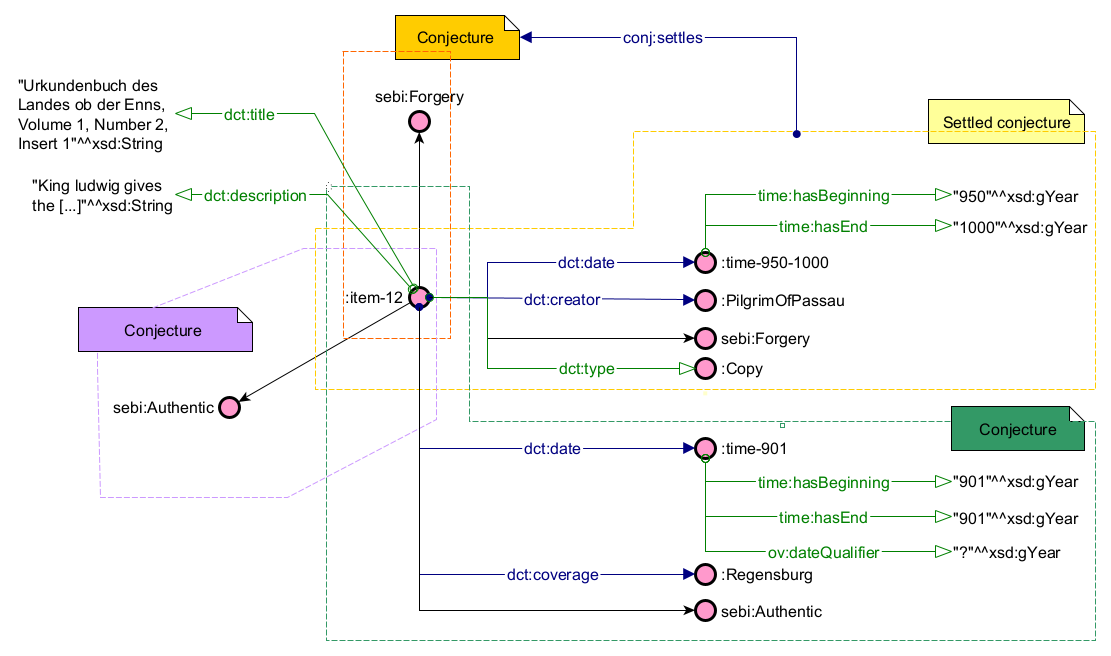 Conjecture
conj:settles
"Urkundenbuch des
Landes ob der Enns,
Volume 1, Number 2,
Insert 1"^^xsd:String
dct:title
sebi:Forgery
Settled conjecture
"King ludwig gives
the [...]"^^xsd:String
dct:description
time:hasBeginning
"950"^^xsd:gYear
time:hasEnd
"1000"^^xsd:gYear
dct:date
:time-950-1000
:item-12
dct:creator
:PilgrimOfPassau
Conjecture
sebi:Forgery
dct:type
:Copy
sebi:Authentic
Conjecture
dct:date
:time-901
time:hasBeginning
"901"^^xsd:gYear
time:hasEnd
"901"^^xsd:gYear
ov:dateQualifier
"?"^^xsd:gYear
dct:coverage
:Regensburg
sebi:Authentic